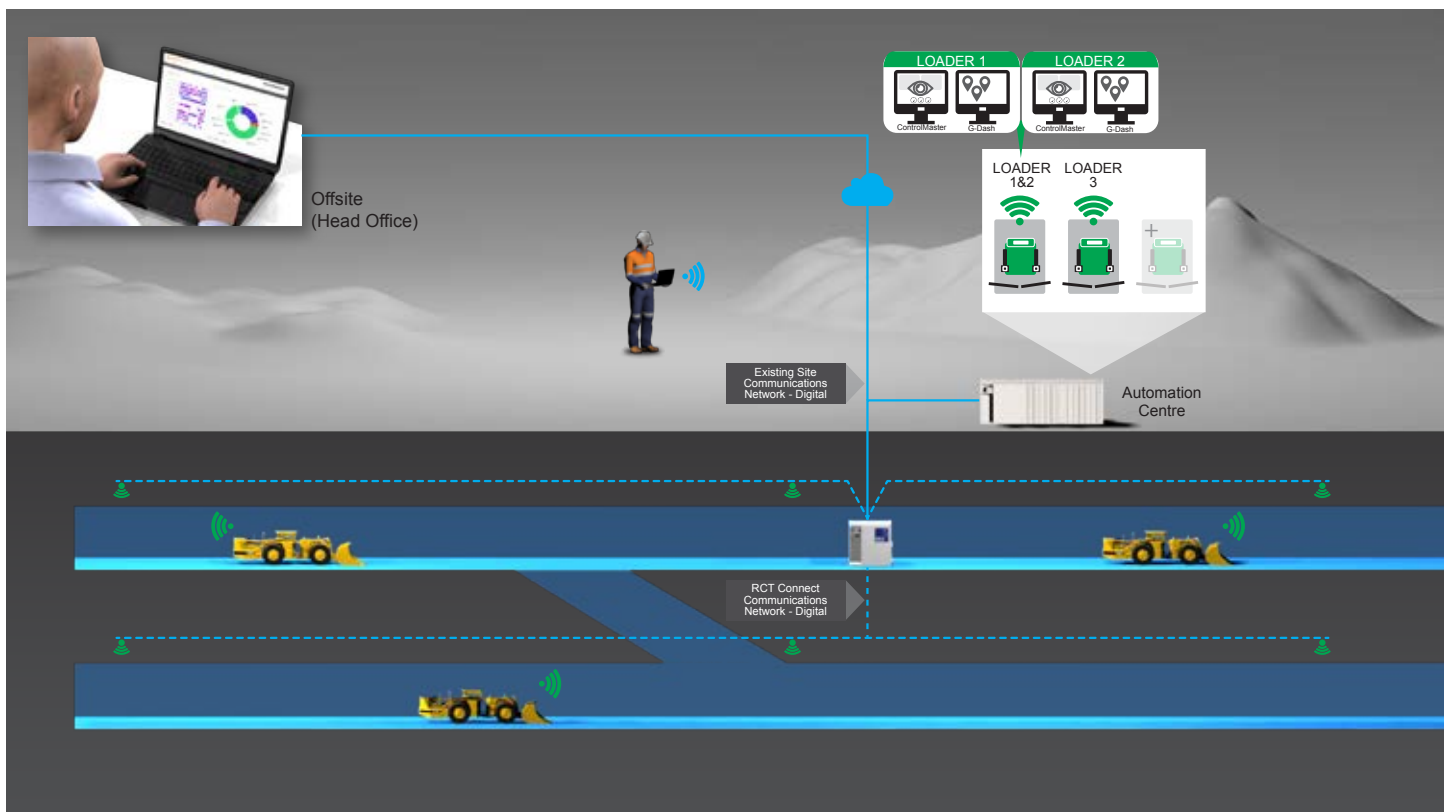 LOADER 1
LOADER 2
ControlMaster
G-Dash
ControlMaster
G-Dash
LOADER
1&2
LOADER
3
Offsite
(Head Office)
Existing Site
Communications
Network - Digital
Automation
Centre
RCT Connect
Communications
Network - Digital